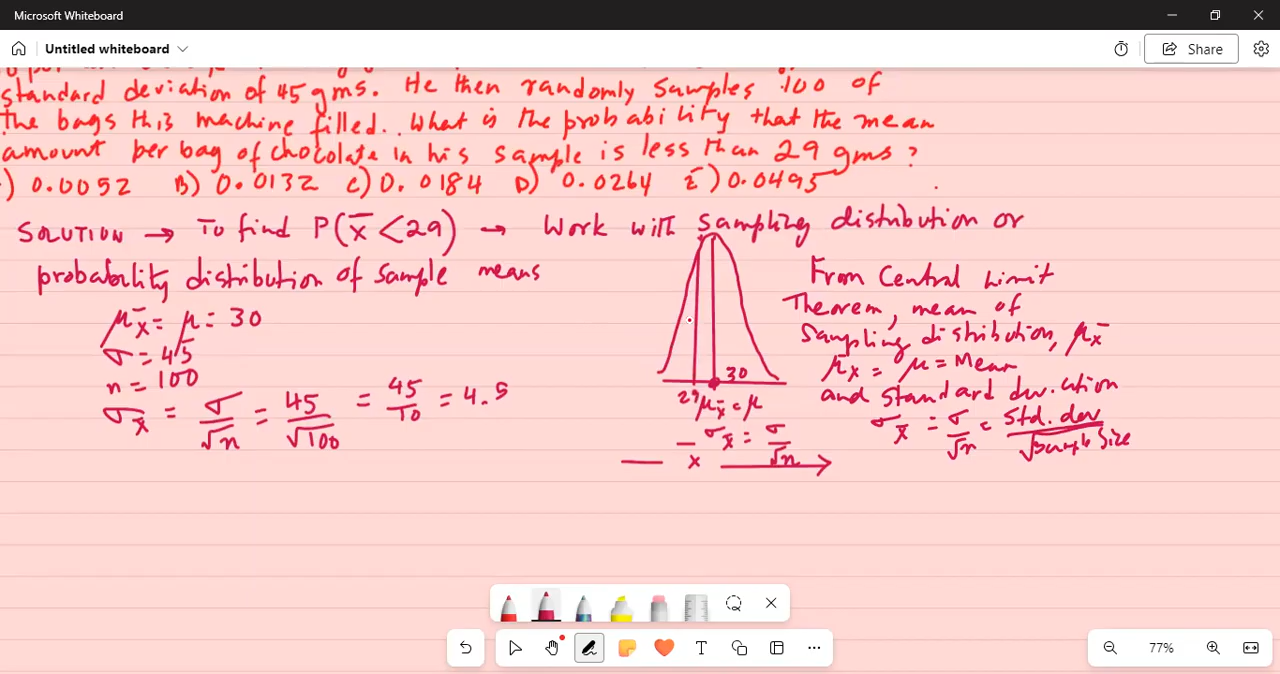 Microsoft Whiteboard
Untitled whiteboard
Share
standard deviation of 45 gms. He then randomly samples 100 of
the bags this machine filled. What is the probability that the mean
amount per bag of chocolate in his sample is less than 29 gms?
) 0.0052 B) 0.0132 C) 0.0184 D) 0.0264 E) 0.0495
SOLUTION → To find P(x̄ < 29) → Work with sampling distribution or
probability distribution of sample means
μx̄ = μ = 30
σ = 45
n = 100
σx̄ = σ/√n = 45/√100 = 45/10 = 4.5
30
29 μx̄ = μ
σx̄ = σ/√n
x̄
From Central Limit
Theorem, mean of
sampling distribution, μx̄
μx̄ = μ = Mean
and standard deviation
σx̄ = σ/√n = std. dev/√sample size
T
77%